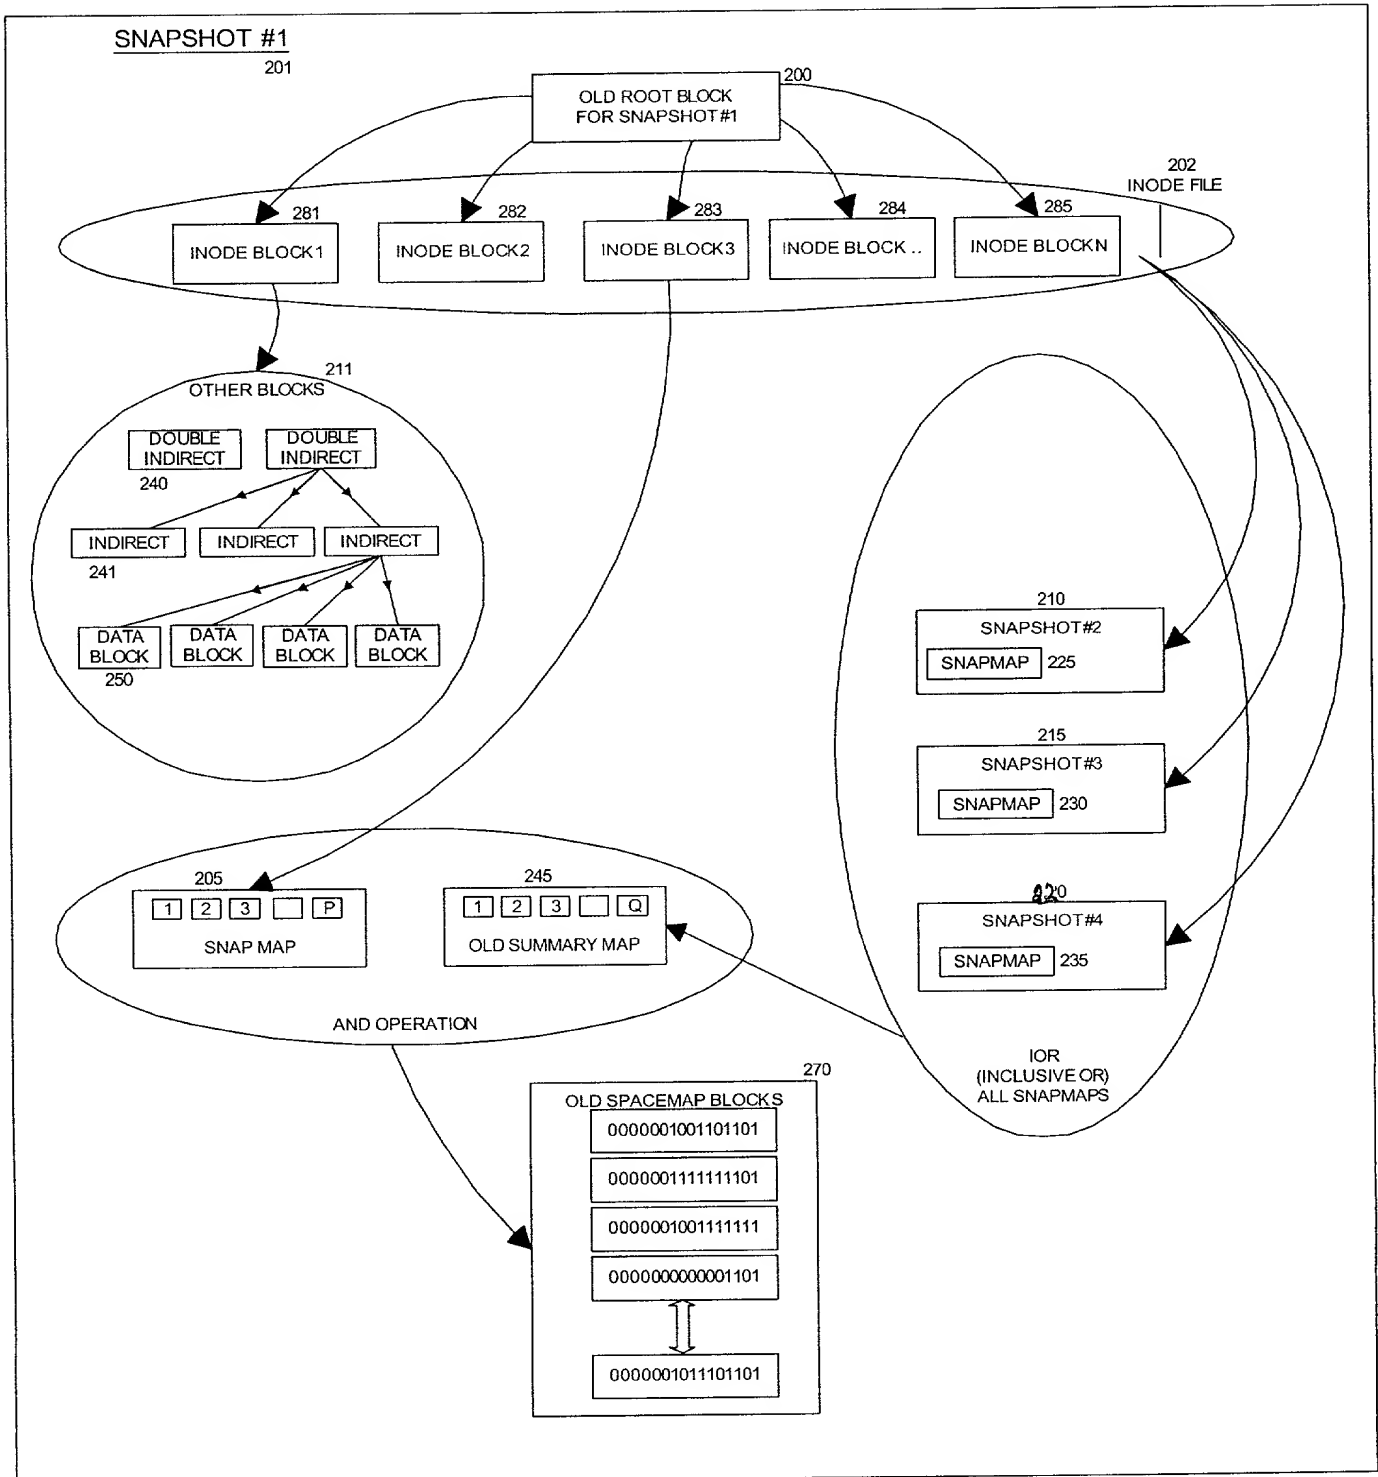 SNAPSHOT #1
201
200
OLD ROOT BLOCK
FOR SNAPSHOT #1
202
INODE FILE
281
INODE BLOCK1
282
INODE BLOCK2
283
INODE BLOCK3
284
INODE BLOCK ..
285
INODE BLOCKN
211
OTHER BLOCKS
DOUBLE
INDIRECT
DOUBLE
INDIRECT
240
INDIRECT
INDIRECT
INDIRECT
241
DATA
BLOCK
DATA
BLOCK
DATA
BLOCK
DATA
BLOCK
250
210
SNAPSHOT #2
SNAPMAP
225
215
SNAPSHOT #3
SNAPMAP
230
220
SNAPSHOT #4
SNAPMAP
235
IOR
(INCLUSIVE OR)
ALL SNAPMAPS
205
1 2 3 P
SNAP MAP
245
1 2 3 Q
OLD SUMMARY MAP
AND OPERATION
270
OLD SPACEMAP BLOCKS
0000001001101101
0000001111111101
0000001001111111
0000000000001101
0000001011101101